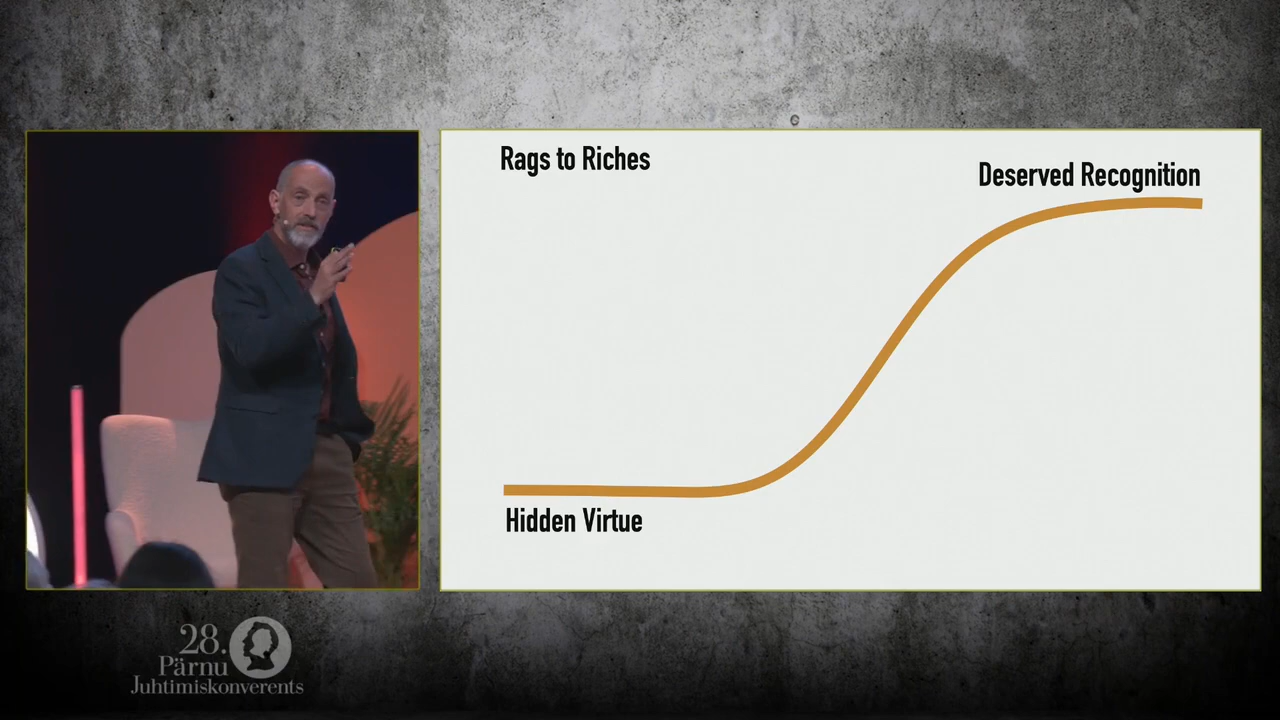 Rags to Riches
Deserved Recognition
Hidden Virtue
28.
Pärnu
Juhtimiskonverents